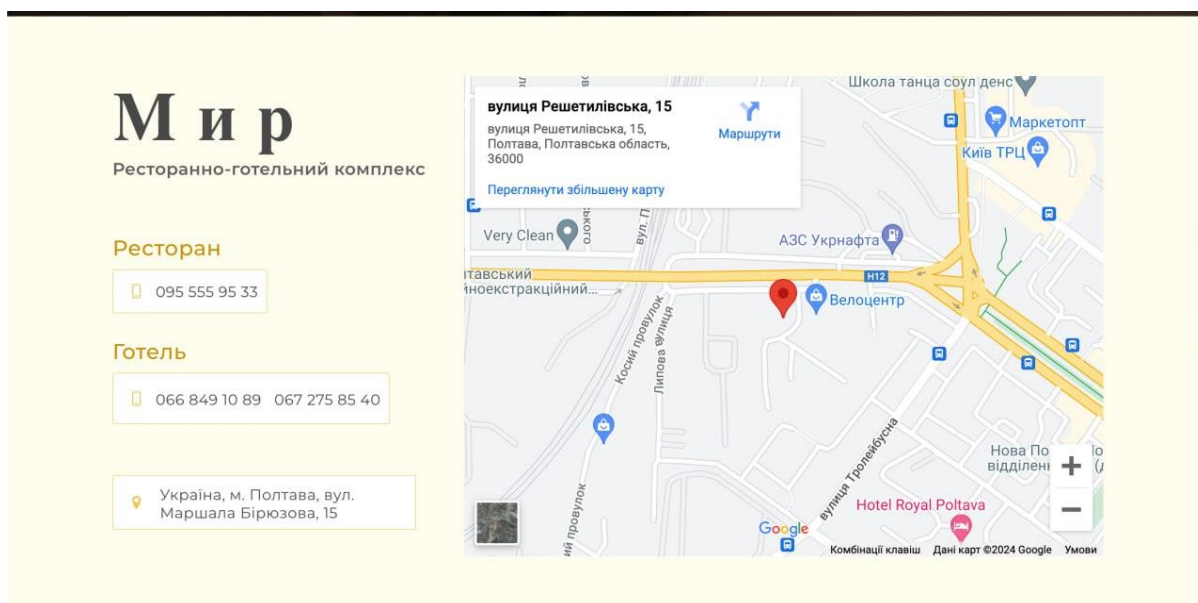 Мир
Ресторанно-готельний комплекс
Ресторан
095 555 95 33
Готель
066 849 10 89 067 275 85 40
Україна, м. Полтава, вул.
Маршала Бірюзова, 15
вулиця Решетилівська, 15
вулиця Решетилівська, 15,
Полтава, Полтавська область,
36000
Переглянути збільшену карту
Маршрути
Школа танца соул денс
Маркетопт
Київ ТРЦ
Very Clean
вул.
АЗС Укрнафта
H12
Велоцентр
Косий провулок
Липова вулиця
вулиця Тролейбусна
Нова
Hotel Royal Poltava
провулок
Google
+
−
Комбінації клавіш Дані карт ©2024 Google Умови